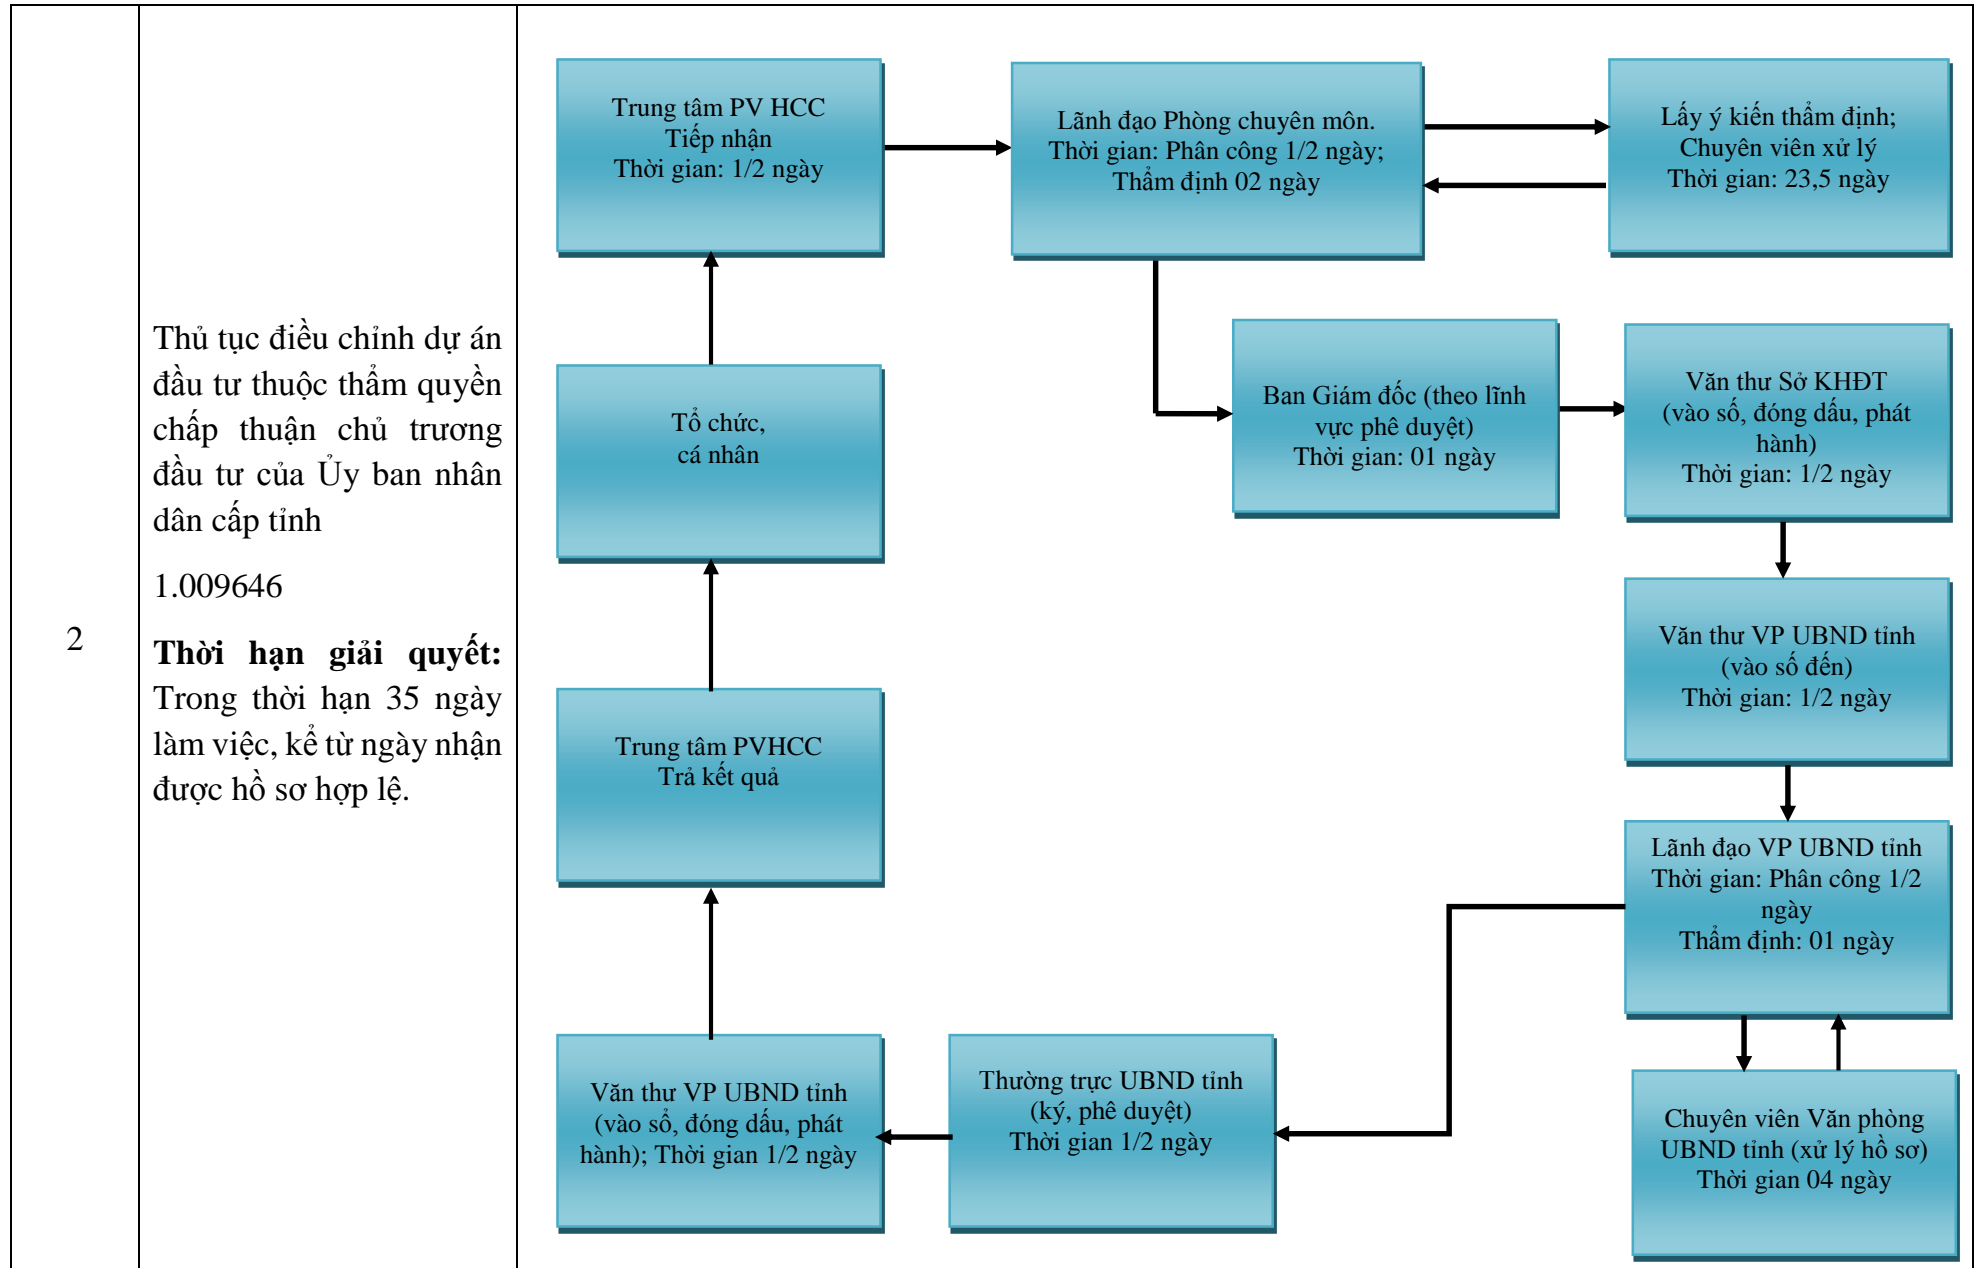 2
Thủ tục điều chỉnh dự án
đầu tư thuộc thẩm quyền
chấp thuận chủ trương
đầu tư của Ủy ban nhân
dân cấp tỉnh
1.009646
Thời hạn giải quyết:
Trong thời hạn 35 ngày
làm việc, kể từ ngày nhận
được hồ sơ hợp lệ.
Trung tâm PV HCC
Tiếp nhận
Thời gian: 1/2 ngày
Lãnh đạo Phòng chuyên môn.
Thời gian: Phân công 1/2 ngày;
Thẩm định 02 ngày
Lấy ý kiến thẩm định;
Chuyên viên xử lý
Thời gian: 23,5 ngày
Tổ chức,
cá nhân
Ban Giám đốc (theo lĩnh
vực phê duyệt)
Thời gian: 01 ngày
Văn thư Sở KHĐT
(vào số, đóng dấu, phát
hành)
Thời gian: 1/2 ngày
Văn thư VP UBND tỉnh
(vào số đến)
Thời gian: 1/2 ngày
Trung tâm PVHCC
Trả kết quả
Lãnh đạo VP UBND tỉnh
Thời gian: Phân công 1/2
ngày
Thẩm định: 01 ngày
Văn thư VP UBND tỉnh
(vào sổ, đóng dấu, phát
hành); Thời gian 1/2 ngày
Thường trực UBND tỉnh
(ký, phê duyệt)
Thời gian 1/2 ngày
Chuyên viên Văn phòng
UBND tỉnh (xử lý hồ sơ)
Thời gian 04 ngày